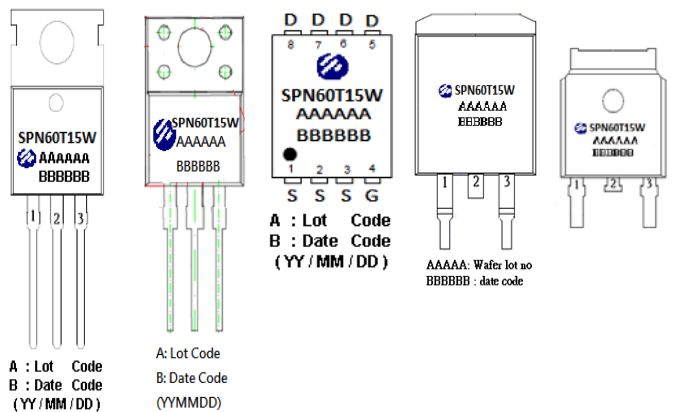 SPN60T15W
AAAAAA
BBBBBB
1 2 3
A : Lot Code
B : Date Code
(YY/MM/DD)
SPN60T15W
AAAAAA
BBBBBB
A: Lot Code
B: Date Code
(YYMMDD)
D D D D
8 7 6 5
SPN60T15W
AAAAAA
BBBBBB
1 2 3 4
S S S G
A : Lot Code
B : Date Code
(YY/MM/DD)
SPN60T15W
AAAAAA
BBBBBB
1 2 3
AAAAA: Wafer lot no
BBBBBB : date code
SPN60T15W
AAAAAA
BBBBBB
1 2 3